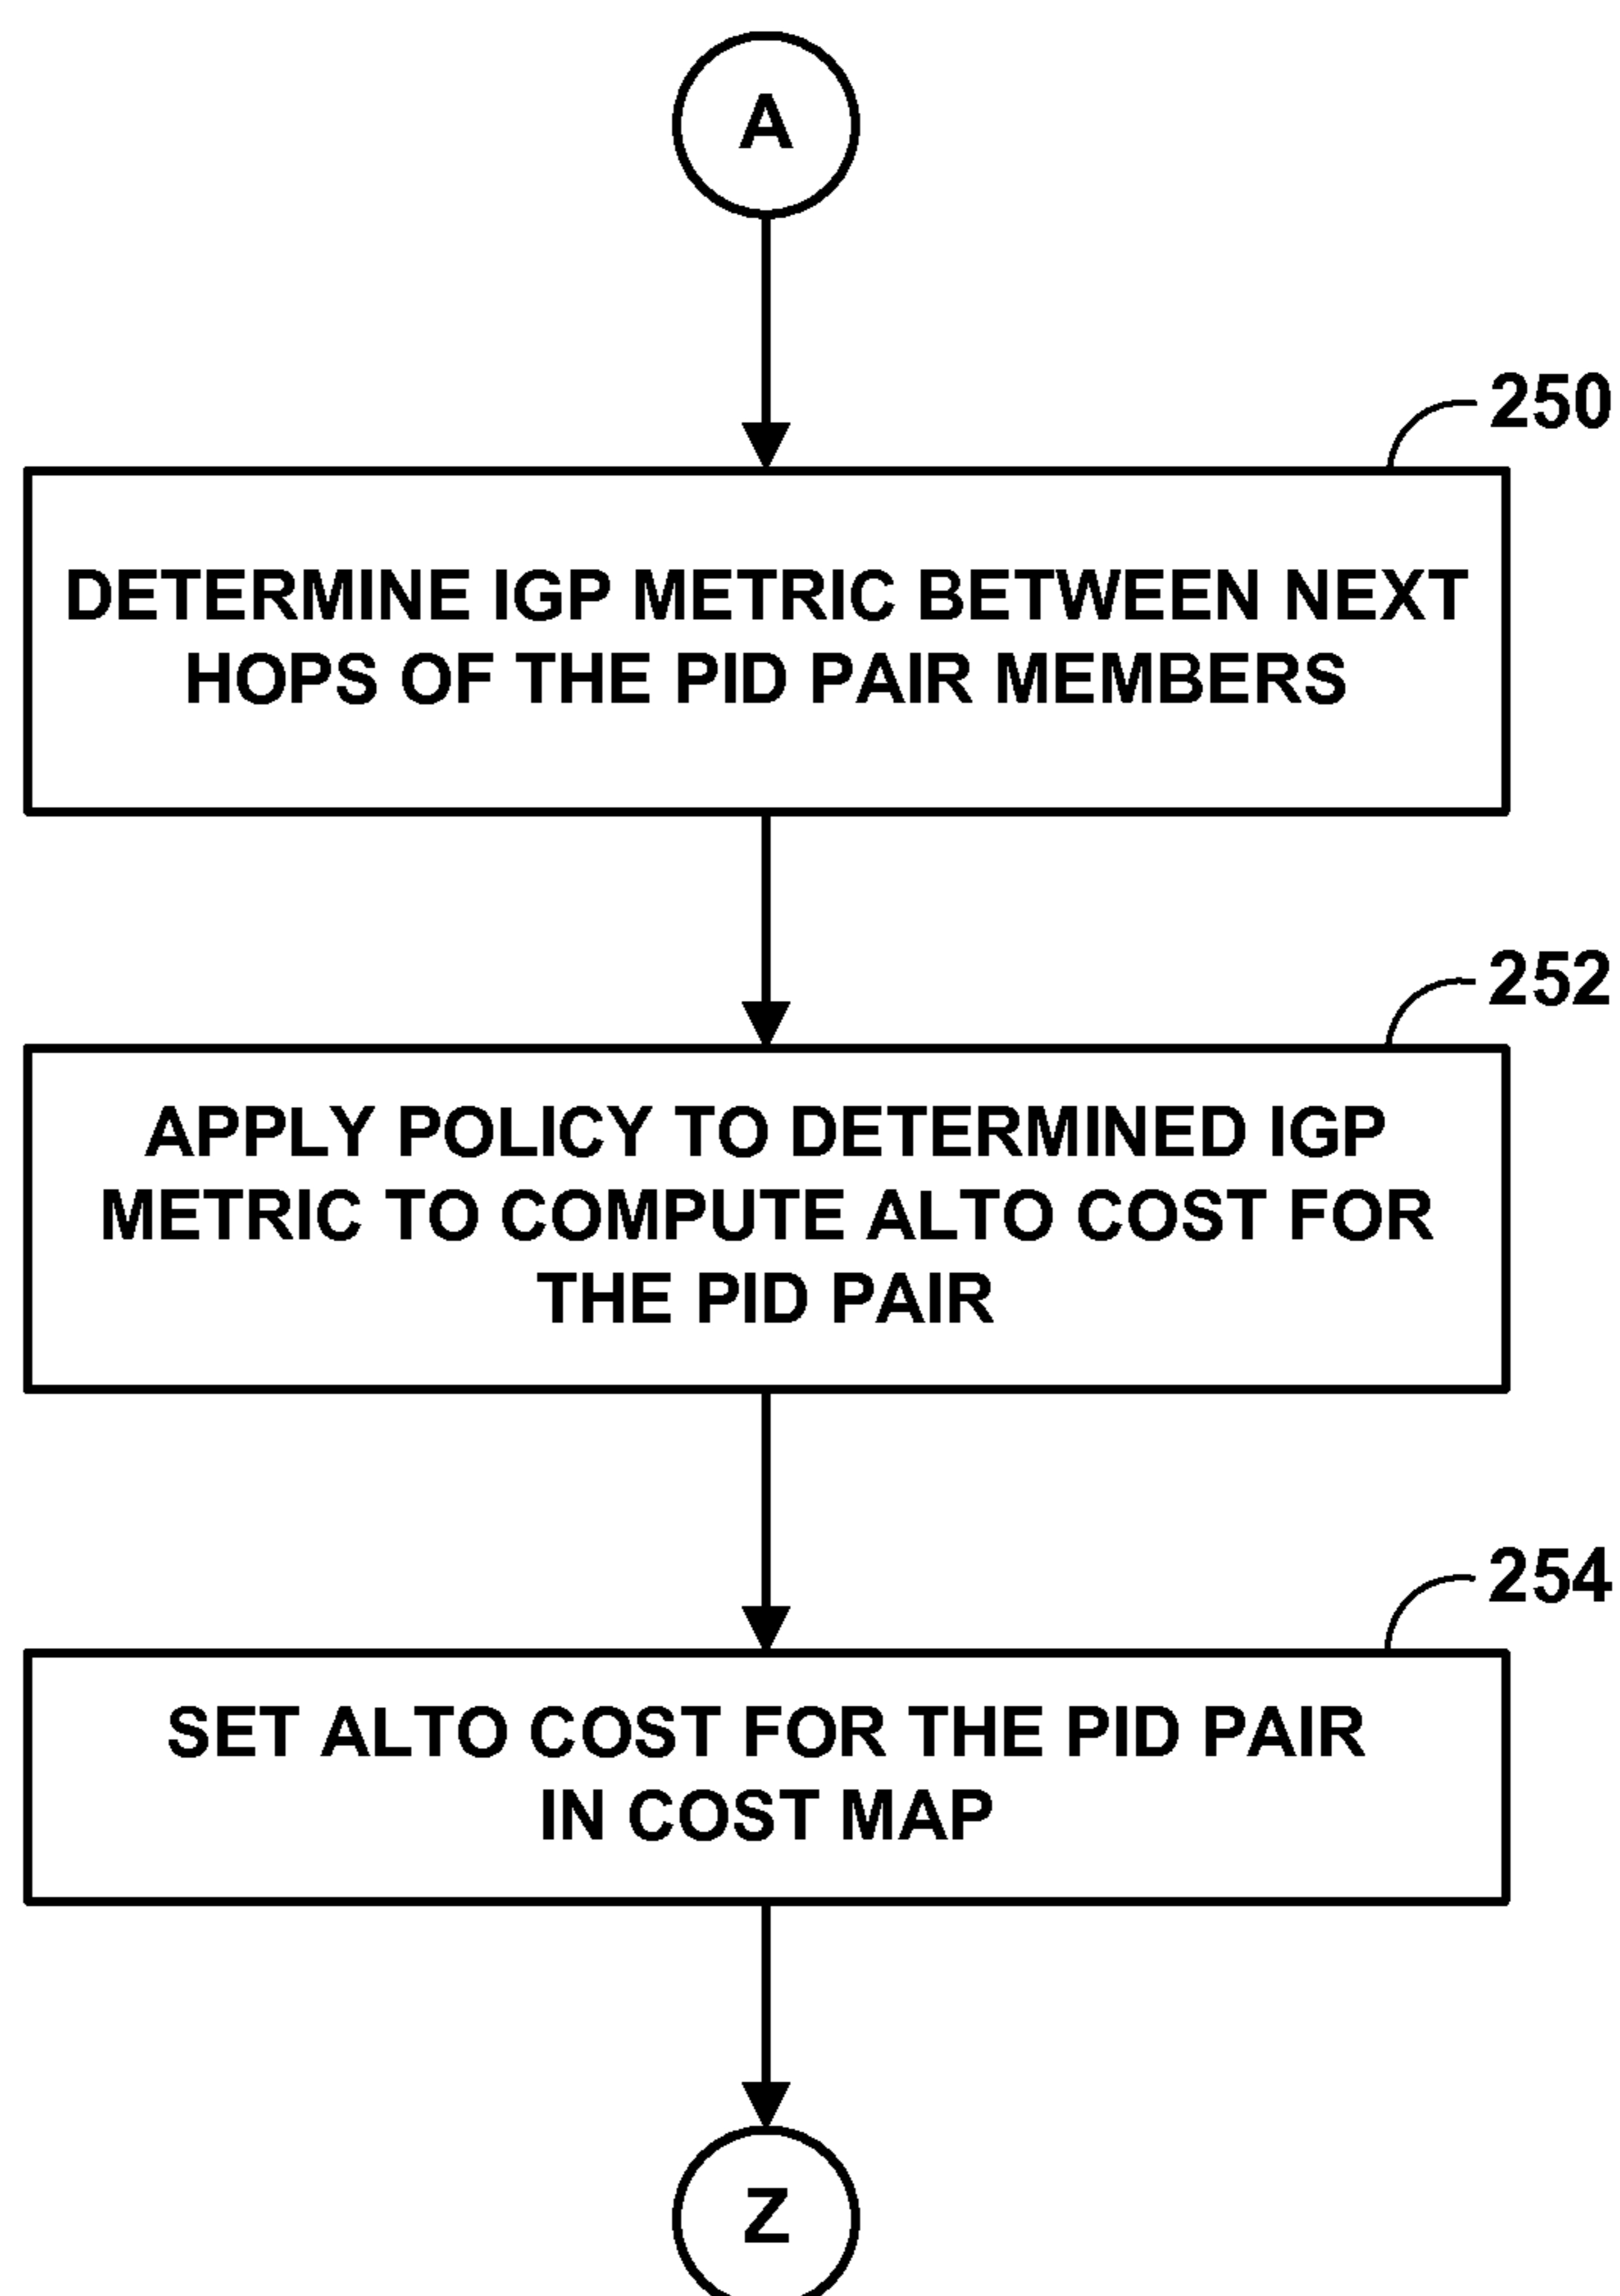 A
250
DETERMINE IGP METRIC BETWEEN NEXT
HOPS OF THE PID PAIR MEMBERS
252
APPLY POLICY TO DETERMINED IGP
METRIC TO COMPUTE ALTO COST FOR
THE PID PAIR
254
SET ALTO COST FOR THE PID PAIR
IN COST MAP
Z